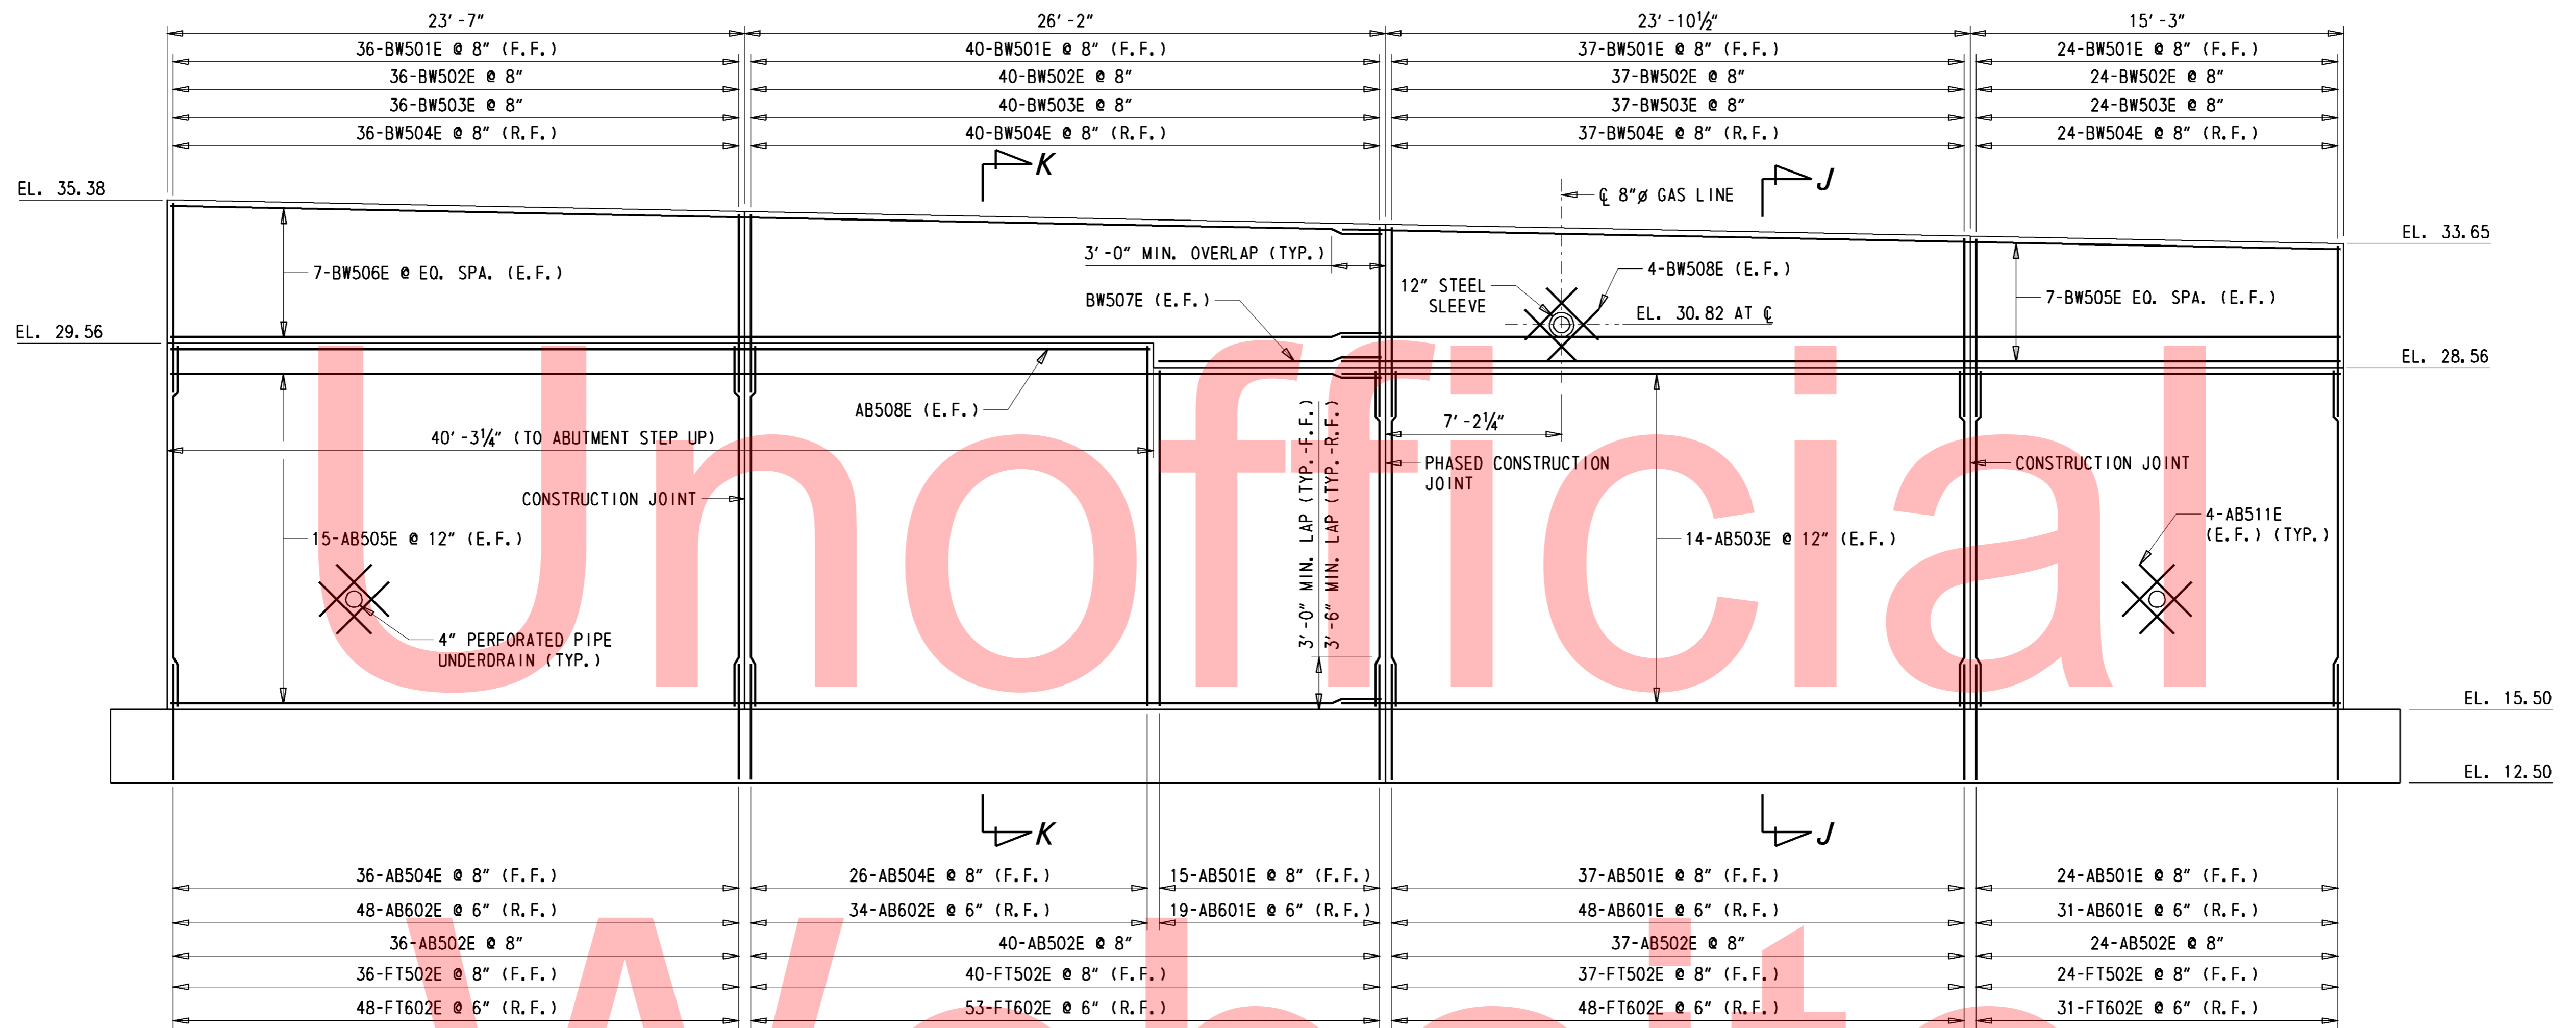 23'-7"
26'-2"
23'-10½"
15'-3"
36-BW501E @ 8" (F.F.)
40-BW501E @ 8" (F.F.)
37-BW501E @ 8" (F.F.)
24-BW501E @ 8" (F.F.)
36-BW502E @ 8"
40-BW502E @ 8"
37-BW502E @ 8"
24-BW502E @ 8"
36-BW503E @ 8"
40-BW503E @ 8"
37-BW503E @ 8"
24-BW503E @ 8"
36-BW504E @ 8" (R.F.)
40-BW504E @ 8" (R.F.)
37-BW504E @ 8" (R.F.)
24-BW504E @ 8" (R.F.)
K
J
EL. 35.38
℄ 8"ø GAS LINE
EL. 33.65
3'-0" MIN. OVERLAP (TYP.)
7-BW506E @ EQ. SPA. (E.F.)
4-BW508E (E.F.)
12" STEEL
SLEEVE
BW507E (E.F.)
7-BW505E EQ. SPA. (E.F.)
EL. 30.82 AT ℄
EL. 29.56
EL. 28.56
AB508E (E.F.)
40'-3¼" (TO ABUTMENT STEP UP)
7'-2¼"
3'-0" MIN. LAP (TYP.-F.F.)
3'-6" MIN. LAP (TYP.-R.F.)
PHASED CONSTRUCTION
JOINT
CONSTRUCTION JOINT
CONSTRUCTION JOINT
4-AB511E
(E.F.) (TYP.)
15-AB505E @ 12" (E.F.)
14-AB503E @ 12" (E.F.)
4" PERFORATED PIPE
UNDERDRAIN (TYP.)
Unofficial
EL. 15.50
EL. 12.50
K
J
36-AB504E @ 8" (F.F.)
26-AB504E @ 8" (F.F.)
15-AB501E @ 8" (F.F.)
37-AB501E @ 8" (F.F.)
24-AB501E @ 8" (F.F.)
48-AB602E @ 6" (R.F.)
34-AB602E @ 6" (R.F.)
19-AB601E @ 6" (R.F.)
48-AB601E @ 6" (R.F.)
31-AB601E @ 6" (R.F.)
36-AB502E @ 8"
40-AB502E @ 8"
37-AB502E @ 8"
24-AB502E @ 8"
36-FT502E @ 8" (F.F.)
40-FT502E @ 8" (F.F.)
37-FT502E @ 8" (F.F.)
24-FT502E @ 8" (F.F.)
48-FT602E @ 6" (R.F.)
53-FT602E @ 6" (R.F.)
48-FT602E @ 6" (R.F.)
31-FT602E @ 6" (R.F.)